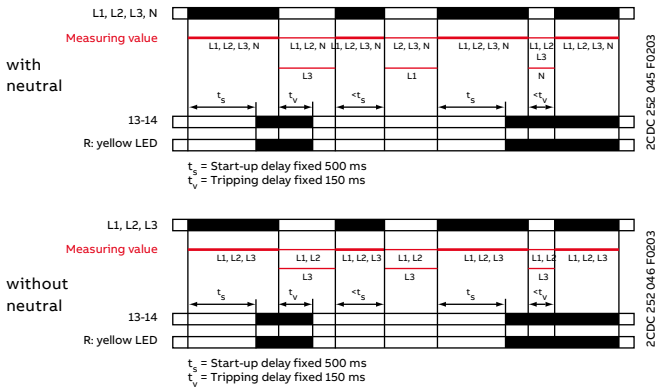 L1, L2, L3, N
Measuring value
L1, L2, L3, N L1, L2, N L1, L2, L3, N L2, L3, N L1, L2, L3, N L1, L2 L1, L2, L3, N
L3
with
neutral
L3 L1 N
ts tv <ts ts <tv
13-14
R: yellow LED
ts = Start-up delay fixed 500 ms
tv = Tripping delay fixed 150 ms
2CDC 252 045 F0203
L1, L2, L3
Measuring value
L1, L2, L3 L1, L2 L1, L2, L3 L1, L2 L1, L2, L3 L1, L2 L1, L2, L3
without
neutral
L3 L3 L3
ts tv <ts ts <tv
13-14
R: yellow LED
ts = Start-up delay fixed 500 ms
tv = Tripping delay fixed 150 ms
2CDC 252 046 F0203